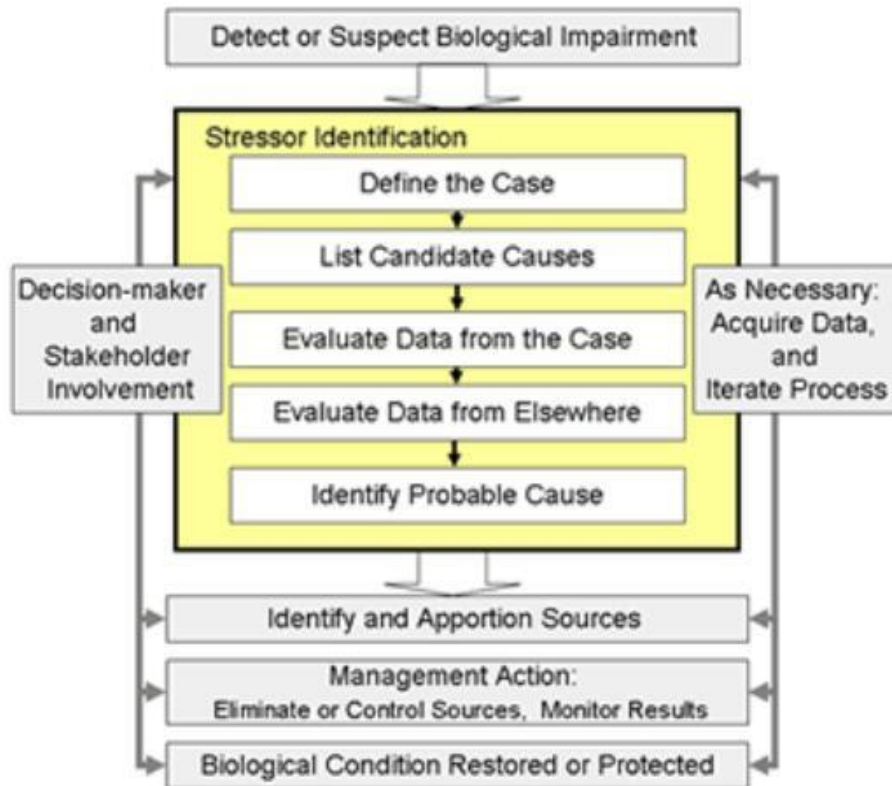 Detect or Suspect Biological Impairment
Stressor Identification
Define the Case
List Candidate Causes
Evaluate Data from the Case
Evaluate Data from Elsewhere
Identify Probable Cause
Decision-maker
and
Stakeholder
Involvement
As Necessary:
Acquire Data,
and
Iterate Process
Identify and Apportion Sources
Management Action:
Eliminate or Control Sources, Monitor Results
Biological Condition Restored or Protected